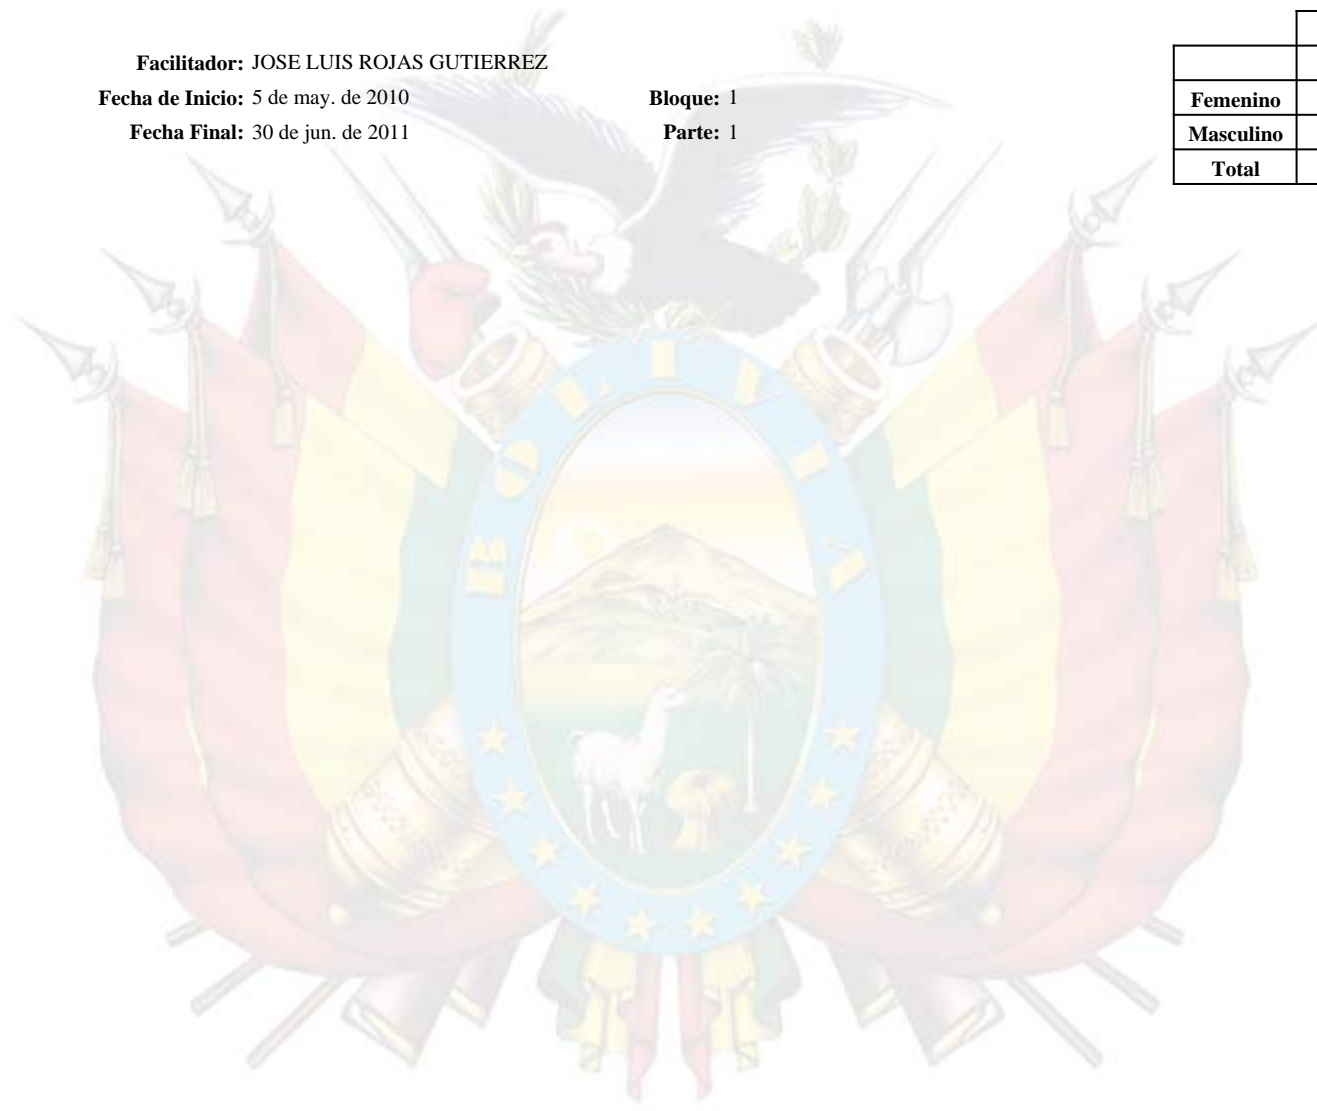 Facilitador: JOSE LUIS ROJAS GUTIERREZ
Fecha de Inicio: 5 de may. de 2010 Bloque: 1
Fecha Final: 30 de jun. de 2011 Parte: 1
Femenino
Masculino
Total
BOLIVIA